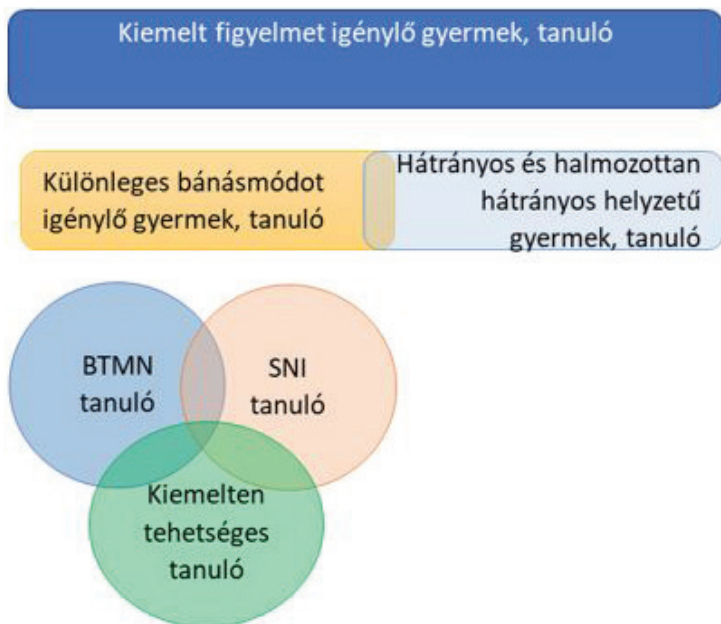 Kiemelt figyelmet igénylő gyermek, tanuló
Különleges bánásmódot
igénylő gyermek, tanuló
Hátrányos és halmozottan
hátrányos helyzetű
gyermek, tanuló
BTMN
tanuló
SNI
tanuló
Kiemelten
tehetséges
tanuló